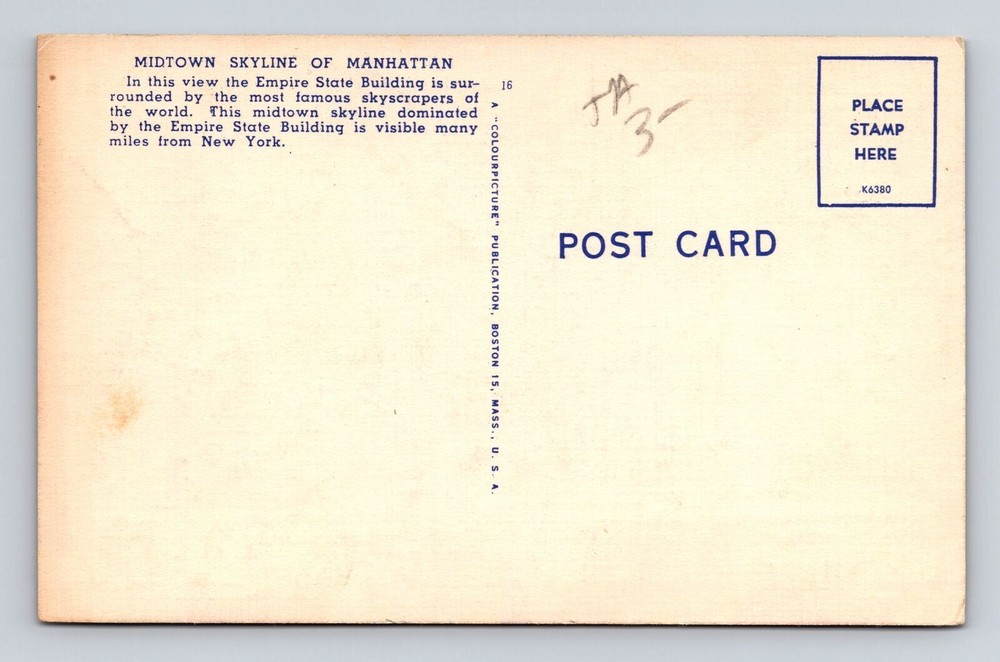 MIDTOWN SKYLINE OF MANHATTAN
In this view the Empire State Building is sur-
rounded by the most famous skyscrapers of
the world. This midtown skyline dominated
by the Empire State Building is visible many
miles from New York.
16
A "COLOURPICTURE" PUBLICATION, BOSTON 15, MASS., U. S. A.
3-
PLACE
STAMP
HERE
K6380
POST CARD